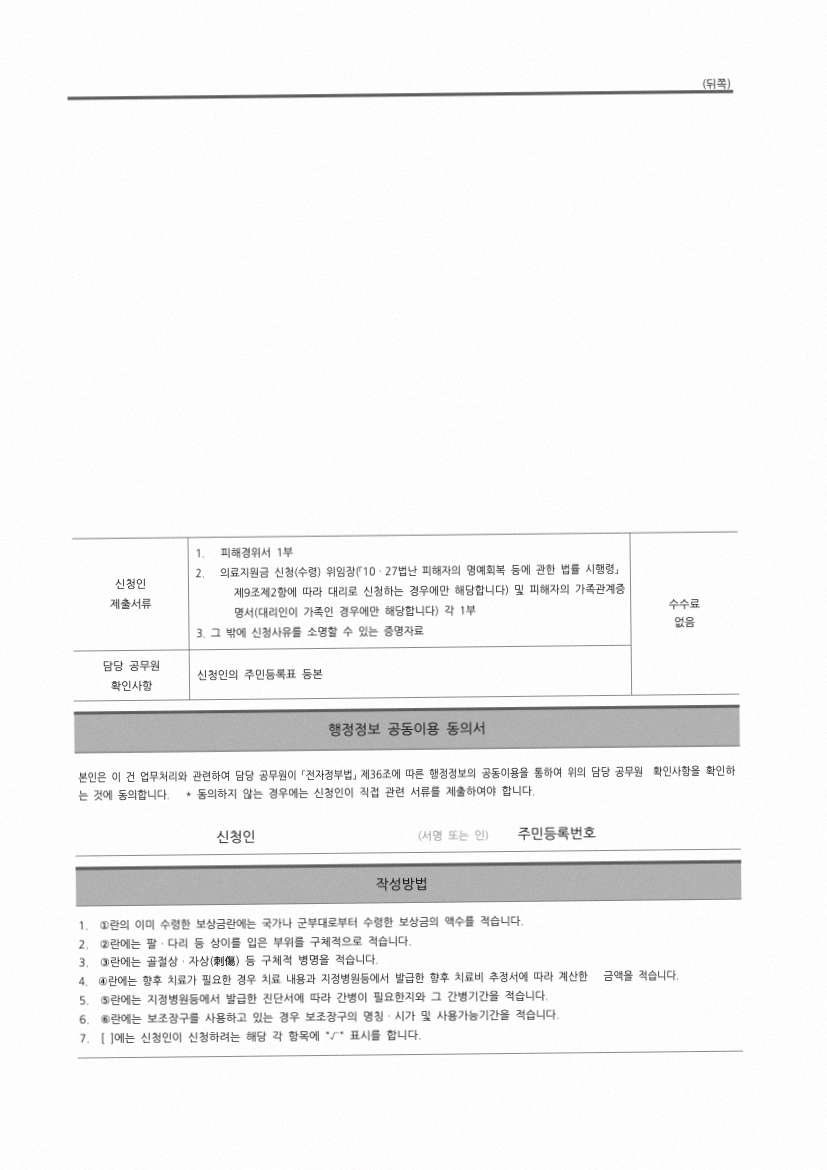 (뒤쪽)
신청인
제출서류
1. 피해경위서 1부
2. 의료지원금 신청(수령) 위임장(「10ㆍ27법난 피해자의 명예회복 등에 관한 법률 시행령」
제9조제2항에 따라 대리로 신청하는 경우에만 해당합니다) 및 피해자의 가족관계증
명서(대리인이 가족인 경우에만 해당합니다) 각 1부
3. 그 밖에 신청사유를 소명할 수 있는 증명자료
수수료
없음
담당 공무원
확인사항
신청인의 주민등록표 등본
행정정보 공동이용 동의서
본인은 이 건 업무처리와 관련하여 담당 공무원이 「전자정부법」 제36조에 따른 행정정보의 공동이용을 통하여 위의 담당 공무원 확인사항을 확인하
는 것에 동의합니다. * 동의하지 않는 경우에는 신청인이 직접 관련 서류를 제출하여야 합니다.
신청인 (서명 또는 인) 주민등록번호
작성방법
1. ①란의 이미 수령한 보상금란에는 국가나 군부대로부터 수령한 보상금의 액수를 적습니다.
2. ②란에는 팔ㆍ다리 등 상이를 입은 부위를 구체적으로 적습니다.
3. ③란에는 골절상ㆍ자상(刺傷) 등 구체적 병명을 적습니다.
4. ④란에는 향후 치료가 필요한 경우 치료 내용과 지정병원등에서 발급한 향후 치료비 추정서에 따라 계산한 금액을 적습니다.
5. ⑤란에는 지정병원등에서 발급한 진단서에 따라 간병이 필요한지와 그 간병기간을 적습니다.
6. ⑥란에는 보조장구를 사용하고 있는 경우 보조장구의 명칭ㆍ시가 및 사용가능기간을 적습니다.
7. [ ]에는 신청인이 신청하려는 해당 각 항목에 "√" 표시를 합니다.